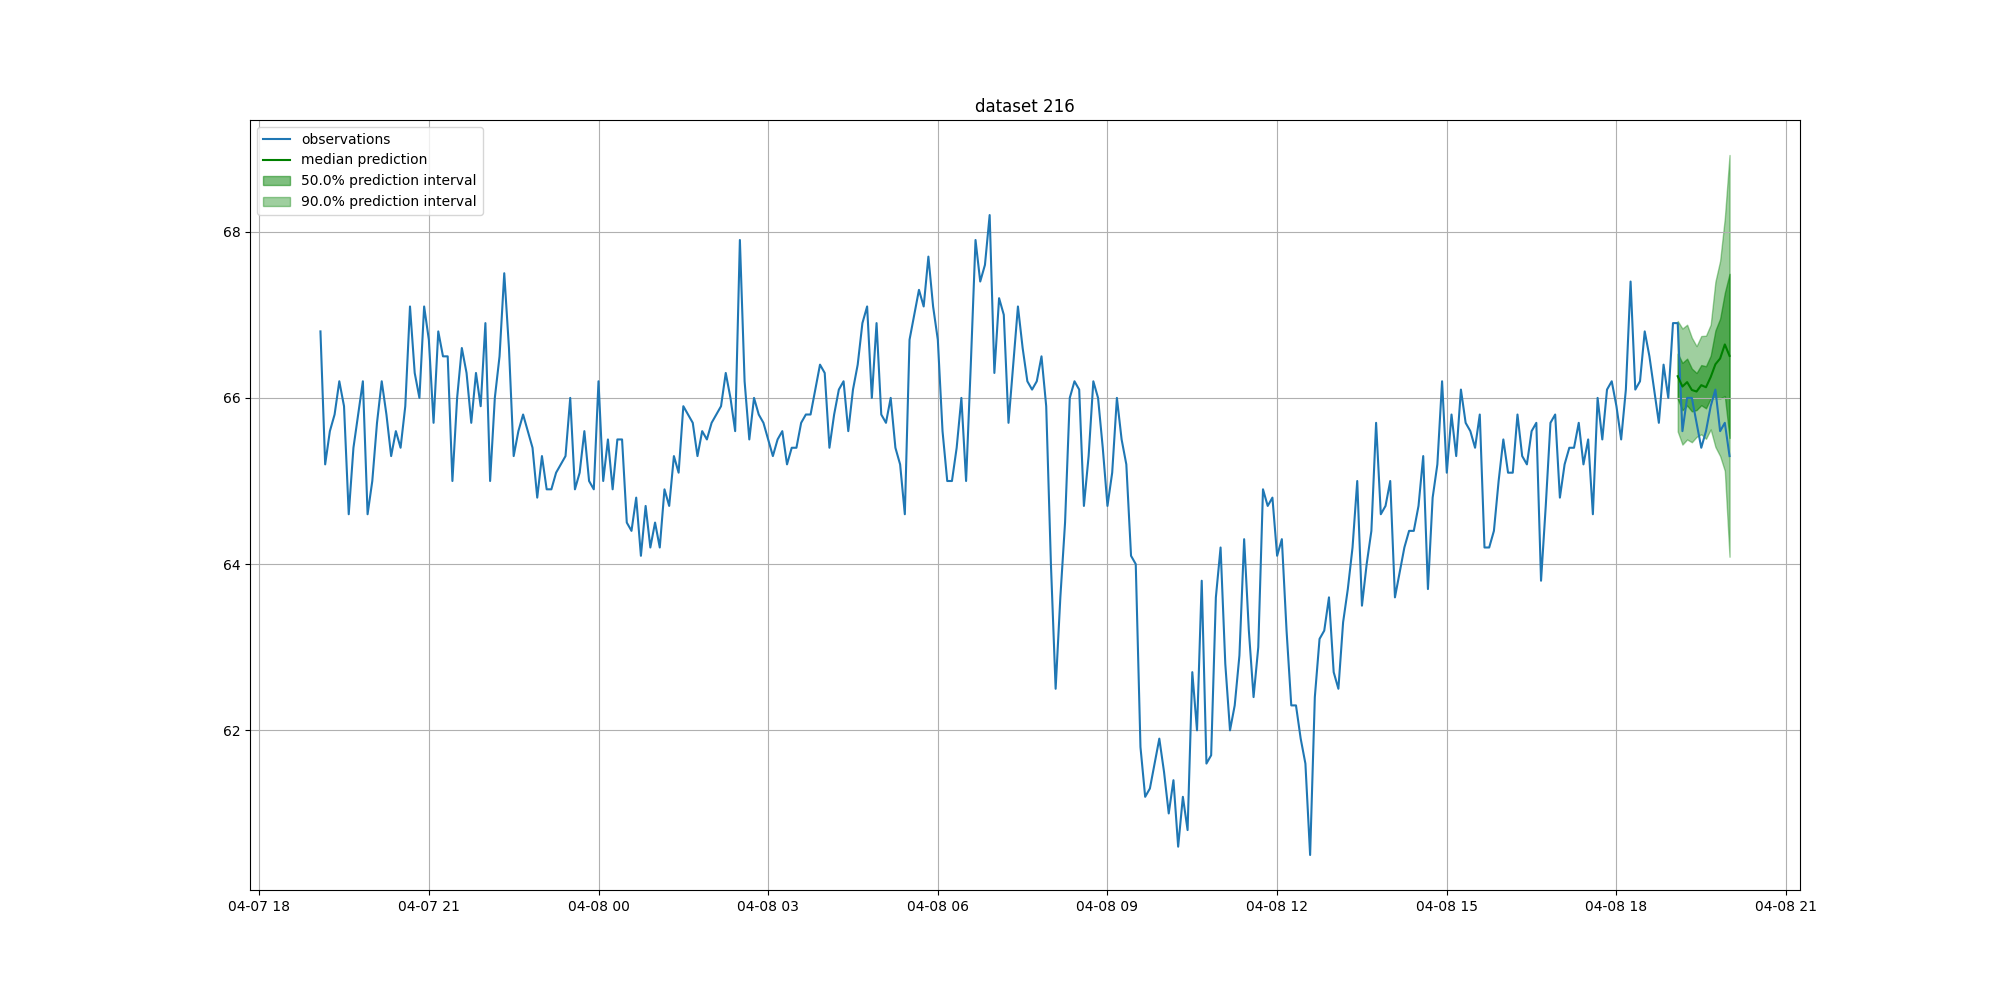 dataset 216
observations
median prediction
50.0% prediction interval
90.0% prediction interval
68
66
64
62
04-07 18
04-07 21
04-08 00
04-08 03
04-08 06
04-08 09
04-08 12
04-08 15
04-08 18
04-08 21